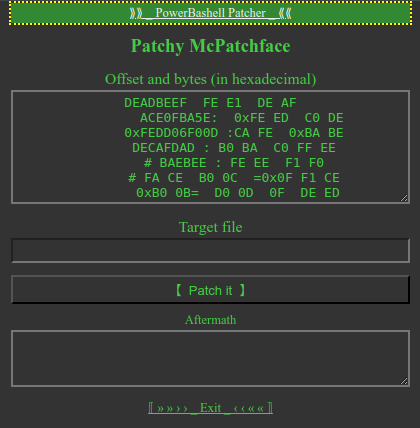 ⟫⟫ _ PowerBashell Patcher _ ⟪⟪
Patchy McPatchface
Offset and bytes (in hexadecimal)
DEADBEEF FE E1 DE AF
ACE0FBA5E: 0xFE ED C0 DE
0xFEDD06F00D :CA FE 0xBA BE
DECAFDAD : B0 BA C0 FF EE
# BAEBEE : FE EE F1 F0
# FA CE B0 0C =0x0F F1 CE
0xB0 0B= D0 0D 0F DE ED
Target file
【 Patch it 】
Aftermath
⟦ » » › › _ Exit _ ‹ ‹ « « ⟧